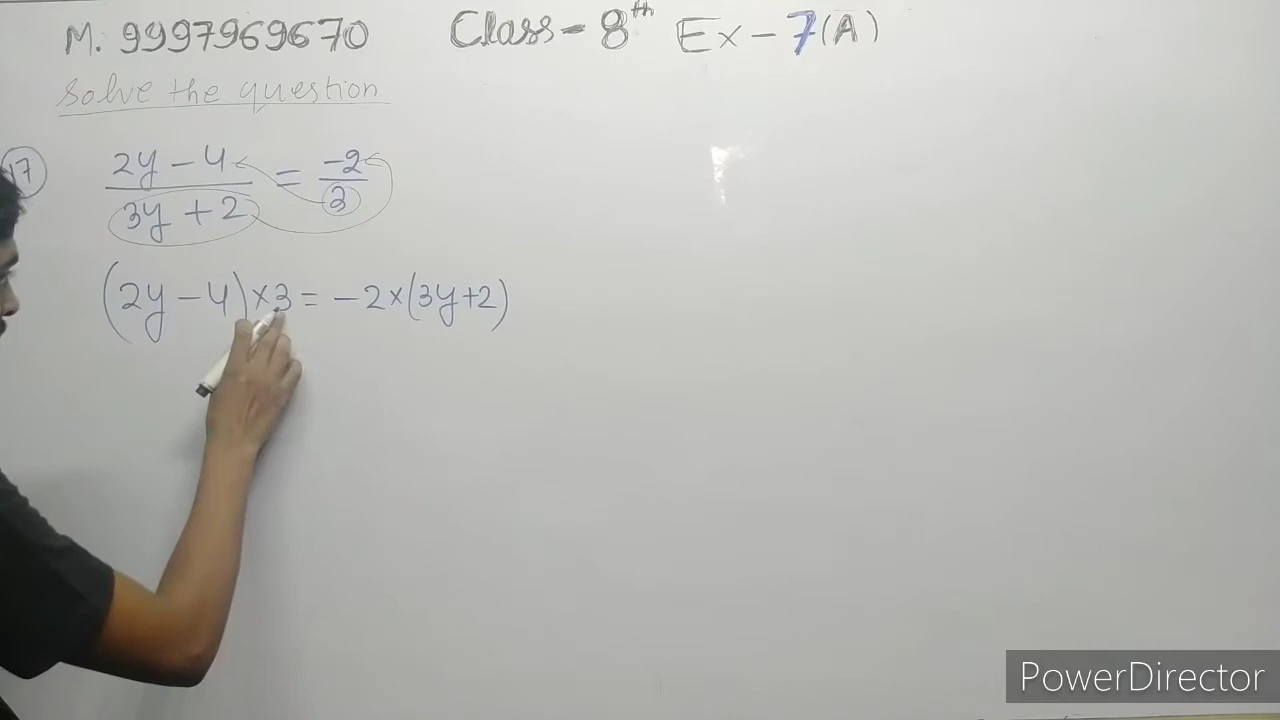 M. 9997969670 Class - 8th Ex - 7(A)
Solve the question
17 2y - 4 / 3y + 2 = -2 / 3
(2y - 4) × 3 = - 2 × (3y + 2)
PowerDirector